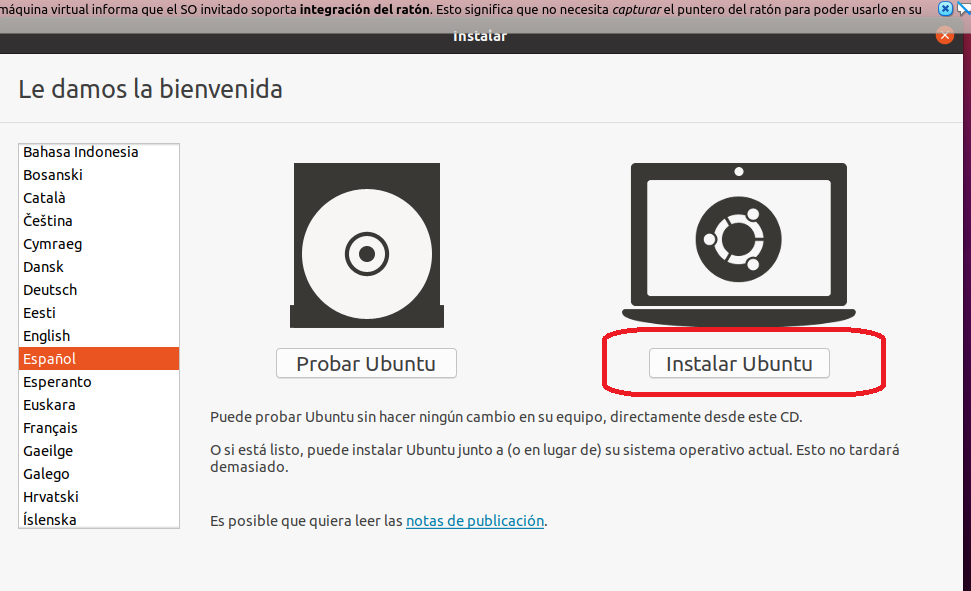 máquina virtual informa que el SO invitado soporta integración del ratón. Esto significa que no necesita capturar el puntero del ratón para poder usarlo en su
Instalar
Le damos la bienvenida
Bahasa Indonesia
Bosanski
Català
Čeština
Cymraeg
Dansk
Deutsch
Eesti
English
Español
Esperanto
Euskara
Français
Gaeilge
Galego
Hrvatski
Íslenska
Probar Ubuntu
Instalar Ubuntu
Puede probar Ubuntu sin hacer ningún cambio en su equipo, directamente desde este CD.
O si está listo, puede instalar Ubuntu junto a (o en lugar de) su sistema operativo actual. Esto no tardará
demasiado.
Es posible que quiera leer las notas de publicación.